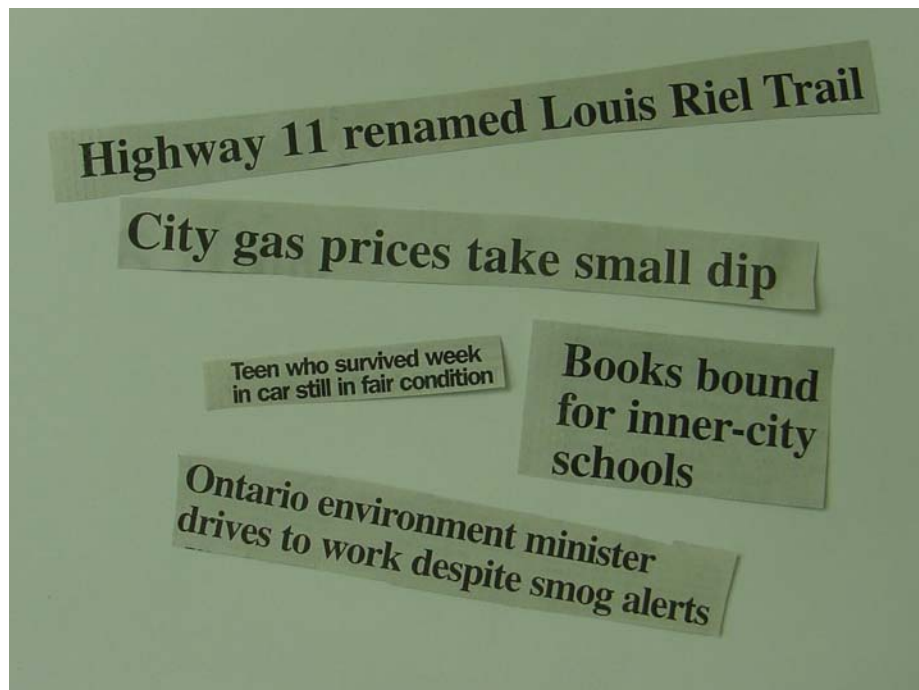 Highway 11 renamed Louis Riel Trail
City gas prices take small dip
Teen who survived week
in car still in fair condition
Books bound
for inner-city
schools
Ontario environment minister
drives to work despite smog alerts